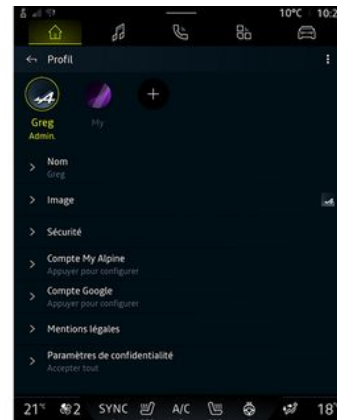 10°C 10:2
Profil
Greg
My
Admin.
Nom
Greg
Image
Sécurité
Compte My Alpine
Appuyer pour configurer
Compte Google
Appuyer pour configurer
Mentions légales
Paramètres de confidentialité
Accepter tout
21°C 2 SYNC A/C 18°